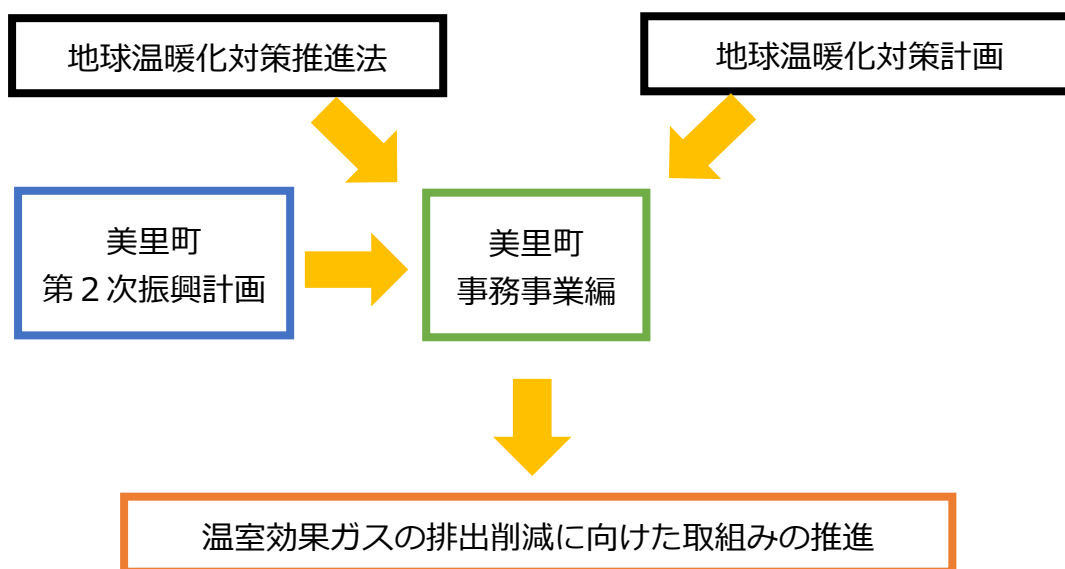 地球温暖化対策推進法
地球温暖化対策計画
美里町
第２次振興計画
美里町
事務事業編
温室効果ガスの排出削減に向けた取組みの推進